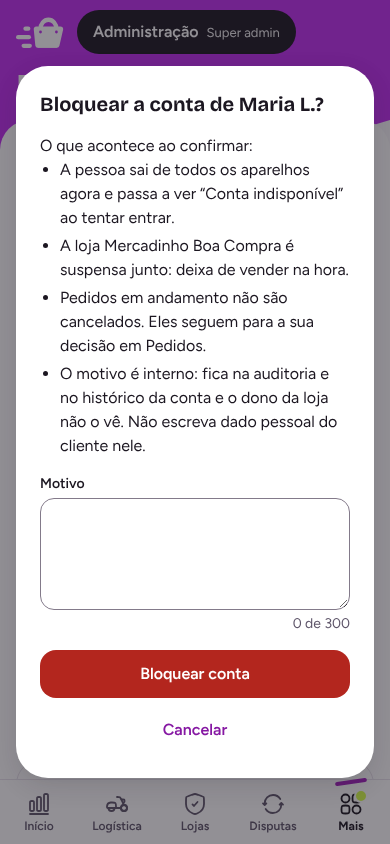 Administração Super admin
Bloquear a conta de Maria L.?
O que acontece ao confirmar:
• A pessoa sai de todos os aparelhos
agora e passa a ver “Conta indisponível”
ao tentar entrar.
• A loja Mercadinho Boa Compra é
suspensa junto: deixa de vender na hora.
• Pedidos em andamento não são
cancelados. Eles seguem para a sua
decisão em Pedidos.
• O motivo é interno: fica na auditoria e
no histórico da conta e o dono da loja
não o vê. Não escreva dado pessoal do
cliente nele.
Motivo
0 de 300
Bloquear conta
Cancelar
Início Logística Lojas Disputas Mais